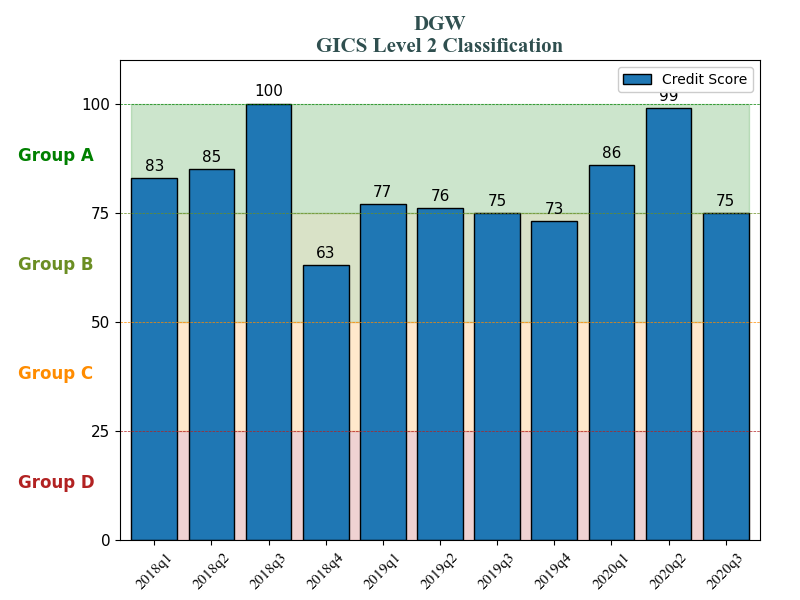 DGW
GICS Level 2 Classification
Credit Score
100
75
50
25
0
Group A
Group B
Group C
Group D
83
85
100
63
77
76
75
73
86
99
75
2018q1
2018q2
2018q3
2018q4
2019q1
2019q2
2019q3
2019q4
2020q1
2020q2
2020q3